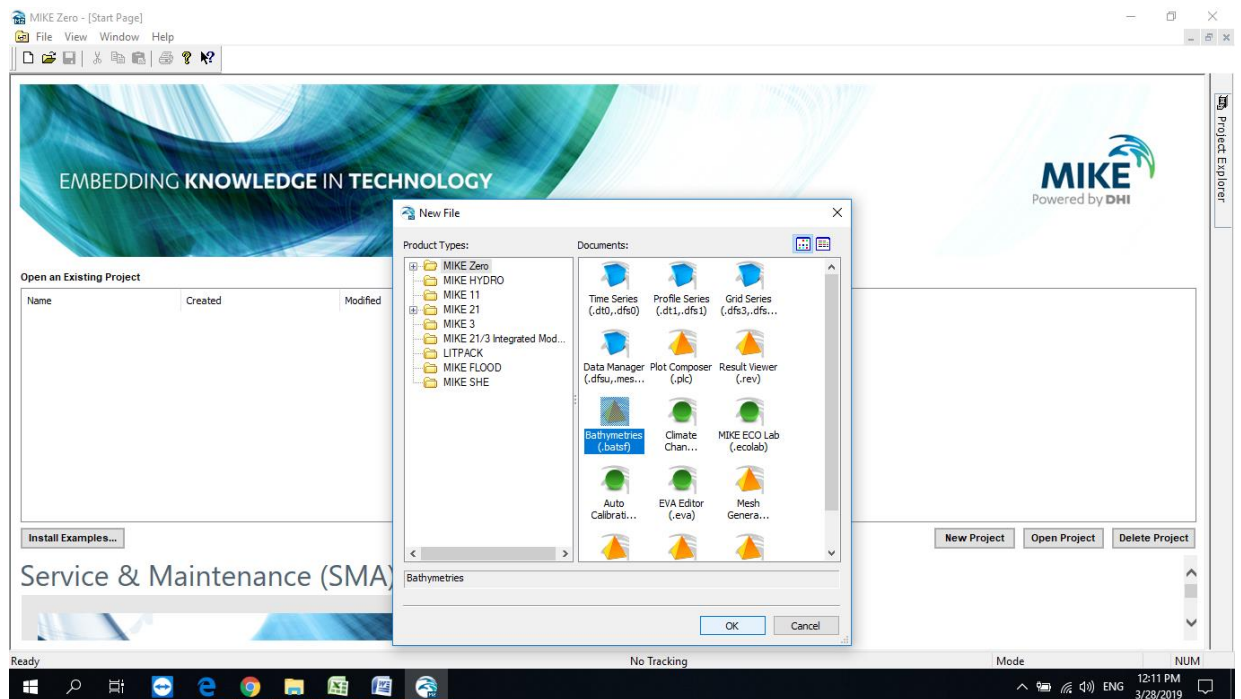 MIKE Zero - [Start Page]
File View Window Help
EMBEDDING KNOWLEDGE IN TECHNOLOGY
MIKE
Powered by DHI
Project Explorer
Open an Existing Project
Name Created Modified
New File
Product Types:
MIKE Zero
MIKE HYDRO
MIKE 11
MIKE 21
MIKE 3
MIKE 21/3 Integrated Mod...
LITPACK
MIKE FLOOD
MIKE SHE
Documents:
Time Series
(.dt0,.dfs0)
Profile Series
(.dt1,.dfs1)
Grid Series
(.dfs3,.dfs...
Data Manager
(.dfsu,.mes...
Plot Composer
(.plc)
Result Viewer
(.rev)
Bathymetries
(.batsf)
Climate
Chan...
MIKE ECO Lab
(.ecolab)
Auto
Calibrati...
EVA Editor
(.eva)
Mesh
Genera...
Bathymetries
OK Cancel
Install Examples...
New Project Open Project Delete Project
Service & Maintenance (SMA)
Ready No Tracking Mode NUM
ENG
12:11 PM
3/28/2019